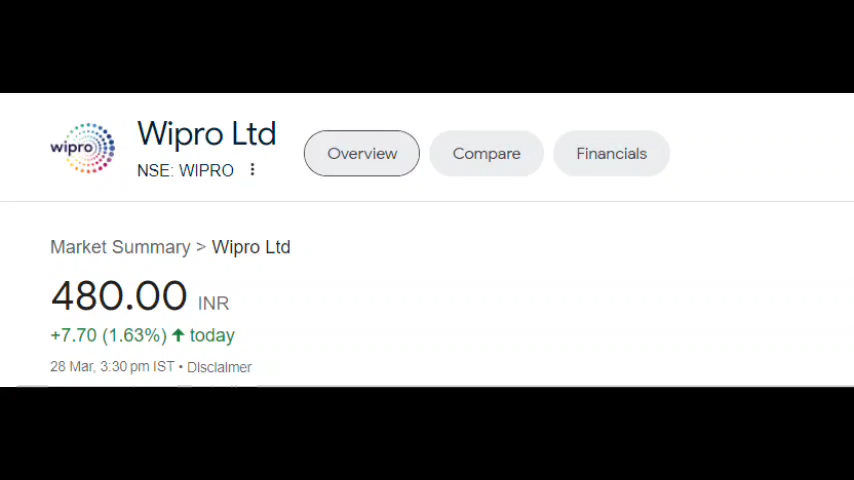 wipro
Wipro Ltd
NSE: WIPRO
Overview
Compare
Financials
Market Summary > Wipro Ltd
480.00 INR
+7.70 (1.63%) ↑ today
28 Mar, 3:30 pm IST • Disclaimer